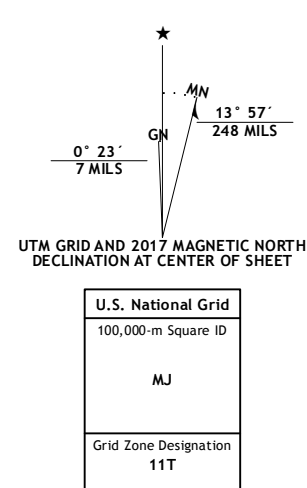 ★
MN
13° 57´
248 MILS
GN
0° 23´
7 MILS
UTM GRID AND 2017 MAGNETIC NORTH
DECLINATION AT CENTER OF SHEET
U.S. National Grid
100,000-m Square ID
MJ
Grid Zone Designation
11T